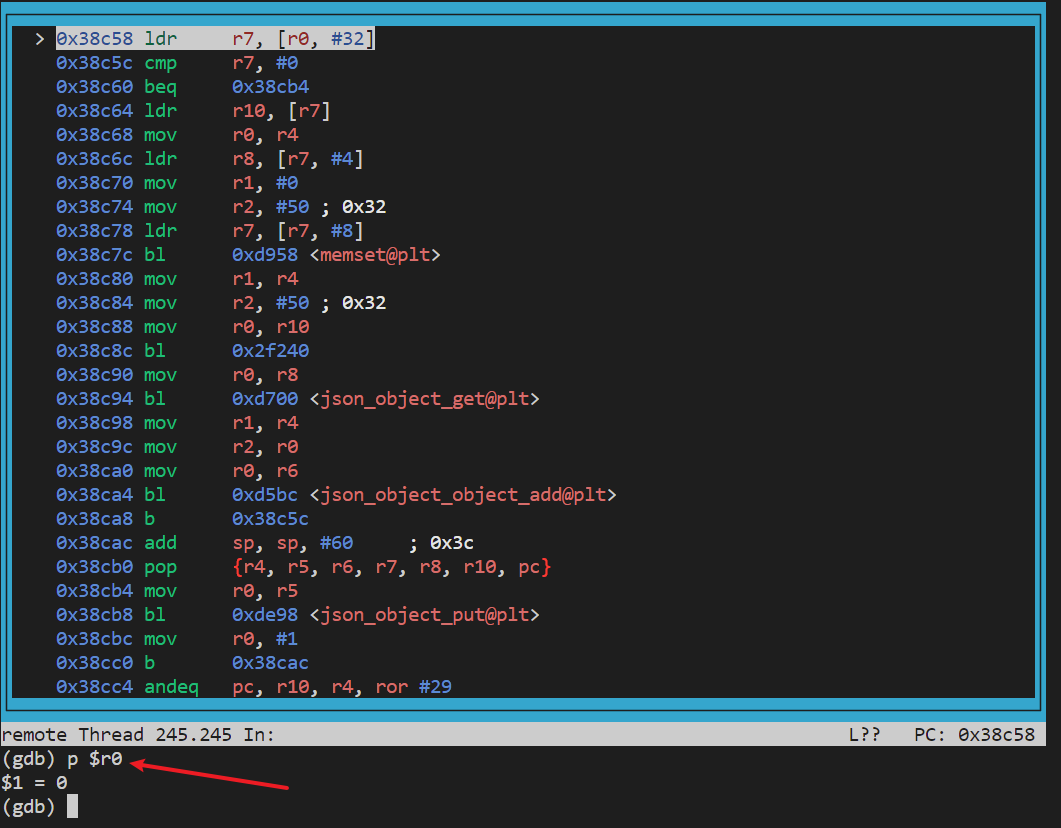 > 0x38c58 ldr r7, [r0, #32]
0x38c5c cmp r7, #0
0x38c60 beq 0x38cb4
0x38c64 ldr r10, [r7]
0x38c68 mov r0, r4
0x38c6c ldr r8, [r7, #4]
0x38c70 mov r1, #0
0x38c74 mov r2, #50 ; 0x32
0x38c78 ldr r7, [r7, #8]
0x38c7c bl 0xd958 <memset@plt>
0x38c80 mov r1, r4
0x38c84 mov r2, #50 ; 0x32
0x38c88 mov r0, r10
0x38c8c bl 0x2f240
0x38c90 mov r0, r8
0x38c94 bl 0xd700 <json_object_get@plt>
0x38c98 mov r1, r4
0x38c9c mov r2, r0
0x38ca0 mov r0, r6
0x38ca4 bl 0xd5bc <json_object_object_add@plt>
0x38ca8 b 0x38c5c
0x38cac add sp, sp, #60 ; 0x3c
0x38cb0 pop {r4, r5, r6, r7, r8, r10, pc}
0x38cb4 mov r0, r5
0x38cb8 bl 0xde98 <json_object_put@plt>
0x38cbc mov r0, #1
0x38cc0 b 0x38cac
0x38cc4 andeq pc, r10, r4, ror #29
remote Thread 245.245 In: L?? PC: 0x38c58
(gdb) p $r0
$1 = 0
(gdb)